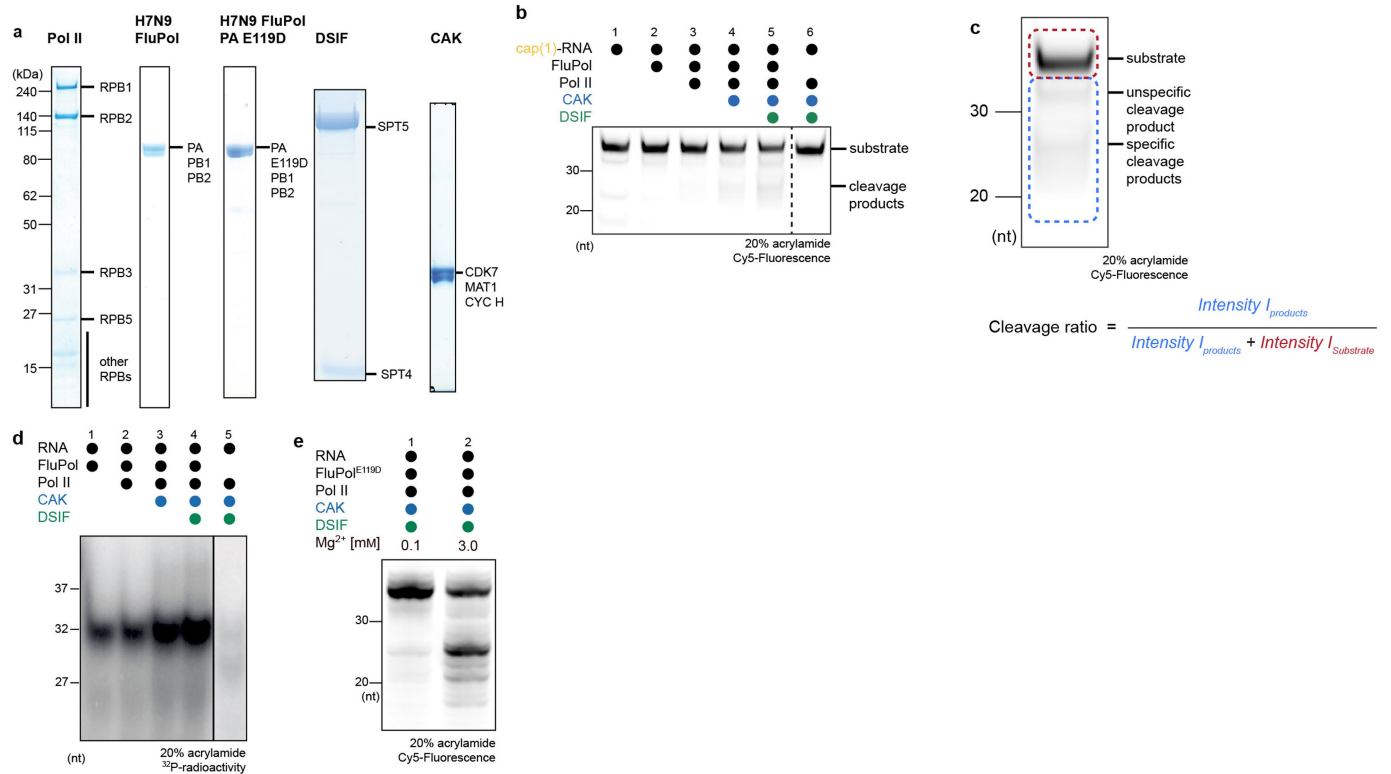 a
Pol II
H7N9
FluPol
H7N9 FluPol
PA E119D
DSIF
CAK
(kDa)
240
140
115
80
62
50
31
27
15
RPB1
RPB2
RPB3
RPB5
other
RPBs
PA
PB1
PB2
PA
E119D
PB1
PB2
SPT5
SPT4
CDK7
MAT1
CYC H
b
1 2 3 4 5 6
cap(1)-RNA
FluPol
Pol II
CAK
DSIF
30
20
(nt)
substrate
cleavage
products
20% acrylamide
Cy5-Fluorescence
c
30
20
(nt)
substrate
unspecific
cleavage
product
specific
cleavage
products
20% acrylamide
Cy5-Fluorescence
Cleavage ratio =
Intensity Iproducts
Intensity Iproducts + Intensity ISubstrate
d
1 2 3 4 5
RNA
FluPol
Pol II
CAK
DSIF
37
32
27
(nt)
20% acrylamide
32P-radioactivity
e
1 2
RNA
FluPolE119D
Pol II
CAK
DSIF
Mg2+ [mM] 0.1 3.0
30
20
(nt)
20% acrylamide
Cy5-Fluorescence